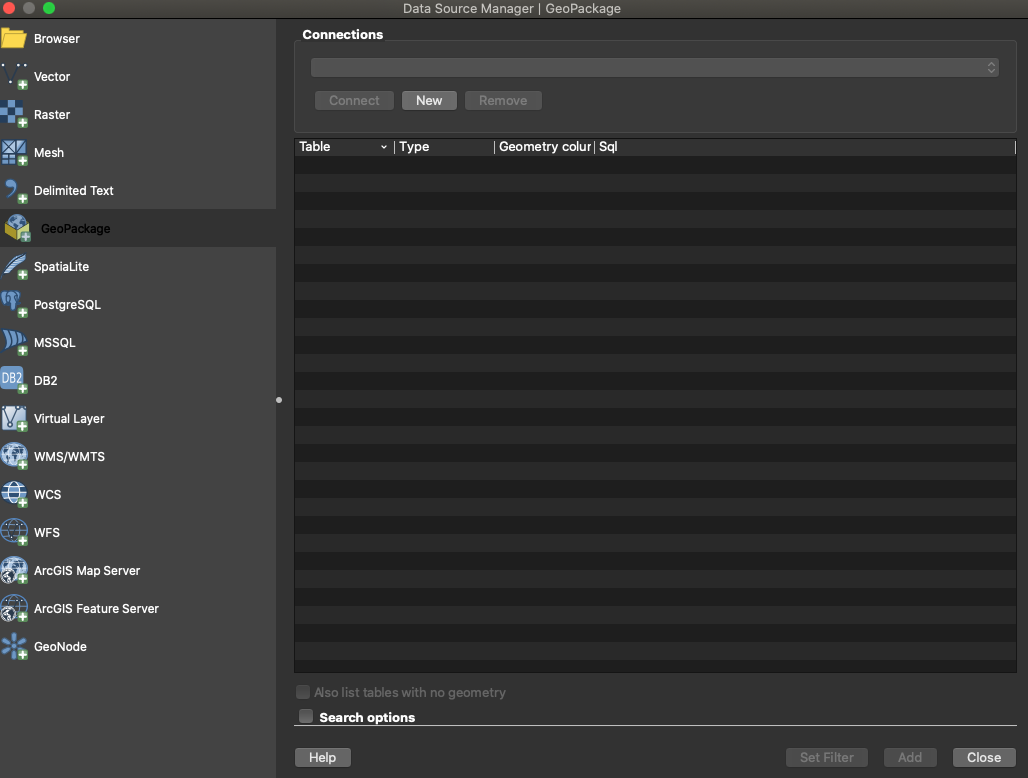 Data Source Manager | GeoPackage
Browser
Vector
Raster
Mesh
Delimited Text
GeoPackage
SpatiaLite
PostgreSQL
MSSQL
DB2
DB2
Virtual Layer
WMS/WMTS
WCS
WFS
ArcGIS Map Server
ArcGIS Feature Server
GeoNode
Connections
Connect New Remove
Table Type Geometry colur Sql
Also list tables with no geometry
Search options
Help Set Filter Add Close